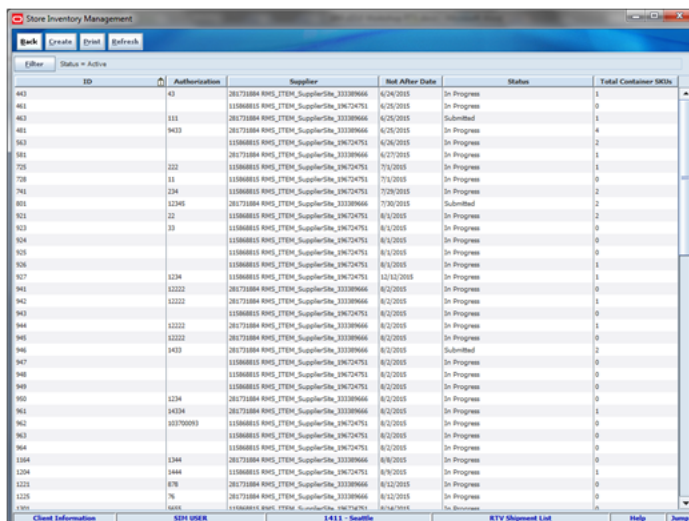 Store Inventory Management
Back Create Print Refresh
Filter Status = Active
ID Authorization Supplier Not After Date Status Total Container SKUs
443 43 281731884 RMS_ITEM_SupplierSite_333389666 6/24/2015 In Progress 1
461 115868815 RMS_ITEM_SupplierSite_196724751 6/25/2015 In Progress 0
463 111 281731884 RMS_ITEM_SupplierSite_333389666 6/25/2015 Submitted 1
481 9433 115868815 RMS_ITEM_SupplierSite_196724751 6/25/2015 In Progress 4
563 115868815 RMS_ITEM_SupplierSite_196724751 6/26/2015 In Progress 2
581 281731884 RMS_ITEM_SupplierSite_333389666 6/27/2015 In Progress 1
725 222 115868815 RMS_ITEM_SupplierSite_196724751 7/1/2015 In Progress 1
728 11 115868815 RMS_ITEM_SupplierSite_196724751 7/1/2015 In Progress 0
741 234 115868815 RMS_ITEM_SupplierSite_196724751 7/29/2015 In Progress 2
801 12345 281731884 RMS_ITEM_SupplierSite_333389666 7/30/2015 Submitted 2
921 22 115868815 RMS_ITEM_SupplierSite_196724751 8/1/2015 In Progress 2
923 33 115868815 RMS_ITEM_SupplierSite_196724751 8/1/2015 In Progress 0
924 115868815 RMS_ITEM_SupplierSite_196724751 8/1/2015 In Progress 0
925 115868815 RMS_ITEM_SupplierSite_196724751 8/1/2015 In Progress 0
926 115868815 RMS_ITEM_SupplierSite_196724751 8/1/2015 In Progress 1
927 1234 115868815 RMS_ITEM_SupplierSite_196724751 12/12/2015 In Progress 1
941 12222 281731884 RMS_ITEM_SupplierSite_333389666 8/2/2015 In Progress 0
942 12222 115868815 RMS_ITEM_SupplierSite_196724751 8/2/2015 In Progress 1
943 115868815 RMS_ITEM_SupplierSite_196724751 8/2/2015 In Progress 0
944 12222 281731884 RMS_ITEM_SupplierSite_333389666 8/2/2015 In Progress 1
945 12222 281731884 RMS_ITEM_SupplierSite_333389666 8/2/2015 In Progress 0
946 1433 281731884 RMS_ITEM_SupplierSite_333389666 8/2/2015 Submitted 2
947 115868815 RMS_ITEM_SupplierSite_196724751 8/2/2015 In Progress 0
948 115868815 RMS_ITEM_SupplierSite_196724751 8/2/2015 In Progress 0
949 115868815 RMS_ITEM_SupplierSite_196724751 8/2/2015 In Progress 0
950 1234 281731884 RMS_ITEM_SupplierSite_333389666 8/2/2015 In Progress 0
961 14334 281731884 RMS_ITEM_SupplierSite_333389666 8/2/2015 In Progress 1
962 103700093 115868815 RMS_ITEM_SupplierSite_196724751 8/2/2015 In Progress 0
963 115868815 RMS_ITEM_SupplierSite_196724751 8/2/2015 In Progress 0
964 115868815 RMS_ITEM_SupplierSite_196724751 8/2/2015 In Progress 0
1164 1344 281731884 RMS_ITEM_SupplierSite_333389666 8/8/2015 In Progress 0
1204 1444 115868815 RMS_ITEM_SupplierSite_196724751 8/9/2015 In Progress 1
1221 878 281731884 RMS_ITEM_SupplierSite_333389666 8/12/2015 In Progress 0
1225 76 281731884 RMS_ITEM_SupplierSite_333389666 8/12/2015 In Progress 0
1301 5655 115868815 RMS_ITEM_SupplierSite_196724751 8/14/2015 In Progress 0
Client Information SIM USER 1411 - Seattle RTV Shipment List Help Jump